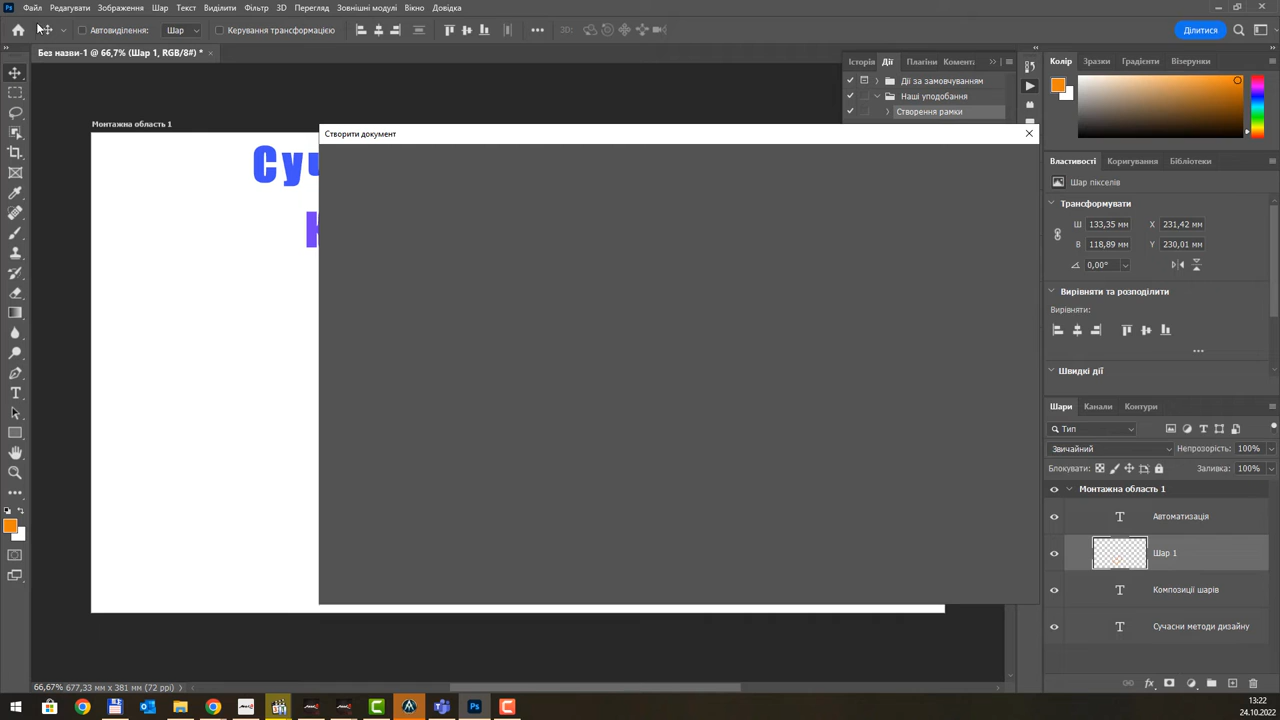 Файл Редагувати Зображення Шар Текст Виділити Фільтр 3D Перегляд Зовнішні модулі Вікно Довідка
Автовиділення: Шар Керування трансформацією 3D: Ділитися
Без назви-1 @ 66,7% (Шар 1, RGB/8#) *
Історія Дії Плагіни Комента
Дії за замовчуванням
Наші уподобання
Створення рамки
Монтажна область 1
Створити документ
Колір Зразки Градієнти Візерунки
Властивості Коригування Бібліотеки
Шар пікселів
Трансформувати
Ш 133,35 мм X 231,42 мм
В 118,89 мм Y 230,01 мм
0,00°
Вирівняти та розподілити
Вирівняти:
Швидкі дії
Шари Канали Контури
Тип
Звичайний Непрозорість: 100%
Блокувати: Заливка: 100%
Монтажна область 1
Автоматизація
Шар 1
Композиції шарів
Сучасни методи дизайну
66,67% 677,33 мм x 381 мм (72 ppi)
13:22
24.10.2022